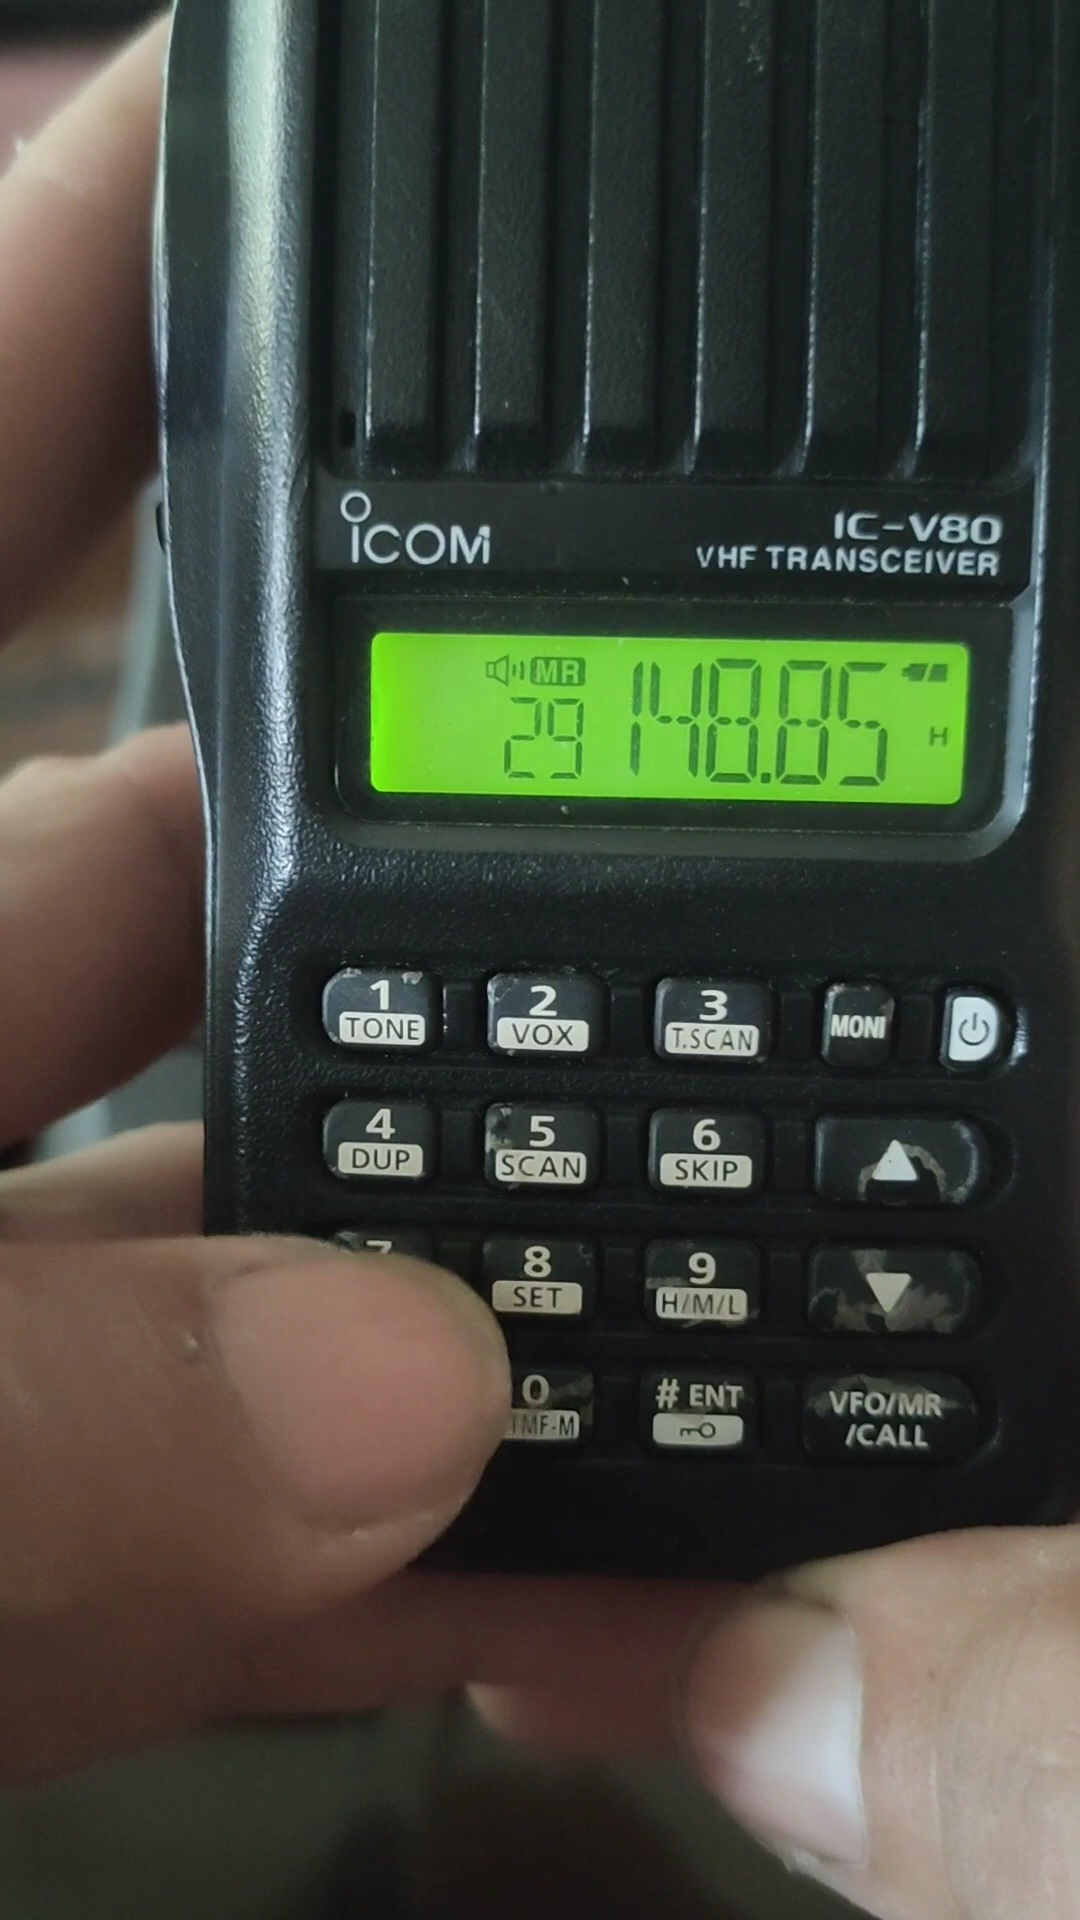 ICOM
IC-V80
VHF TRANSCEIVER
MR
29 148.85
H
1 2 3 MONI
TONE VOX T.SCAN
4 5 6
DUP SCAN SKIP
7 8 9
SET H/M/L
0 # ENT VFO/MR
/CALL